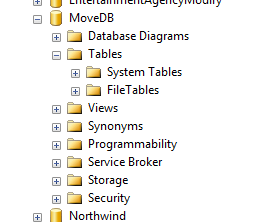 EntertainmentAgencyModify
MoveDB
Database Diagrams
Tables
System Tables
FileTables
Views
Synonyms
Programmability
Service Broker
Storage
Security
Northwind